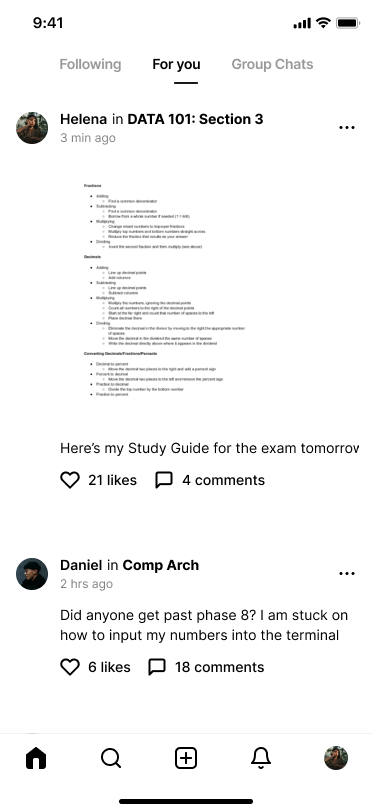 9:41
Following
For you
Group Chats
Helena in DATA 101: Section 3
3 min ago
Fractions
Adding
Find a common denominator
Subtracting
Find a common denominator
Borrow from a whole number if needed
Multiplying
Change mixed numbers to improper fractions
Multiply top numbers and bottom numbers straight across
Reduce the fraction that results as your answer
Dividing
Invert the second fraction and then multiply (see above)
Decimals
Adding
Line up decimal points
Add columns
Subtracting
Line up decimal points
Subtract columns
Multiplying
Multiply the numbers, ignoring the decimal points
Count all numbers to the right of the decimal points
Start at the far right and count that number of spaces to the left
Place decimal there
Dividing
Eliminate the decimal in the divisor by moving to the right the appropriate number
of spaces
Move the decimal in the dividend the same number of spaces
Write the decimal directly above where it appears in the dividend
Converting Decimals/Fractions/Percents
Decimal to percent
Move the decimal two places to the right and add a percent sign
Percent to decimal
Move the decimal two places to the left and remove the percent sign
Fraction to decimal
Divide the top number by the bottom number
Fraction to percent
Here's my Study Guide for the exam tomorrow
21 likes
4 comments
Daniel in Comp Arch
2 hrs ago
Did anyone get past phase 8? I am stuck on
how to input my numbers into the terminal
6 likes
18 comments